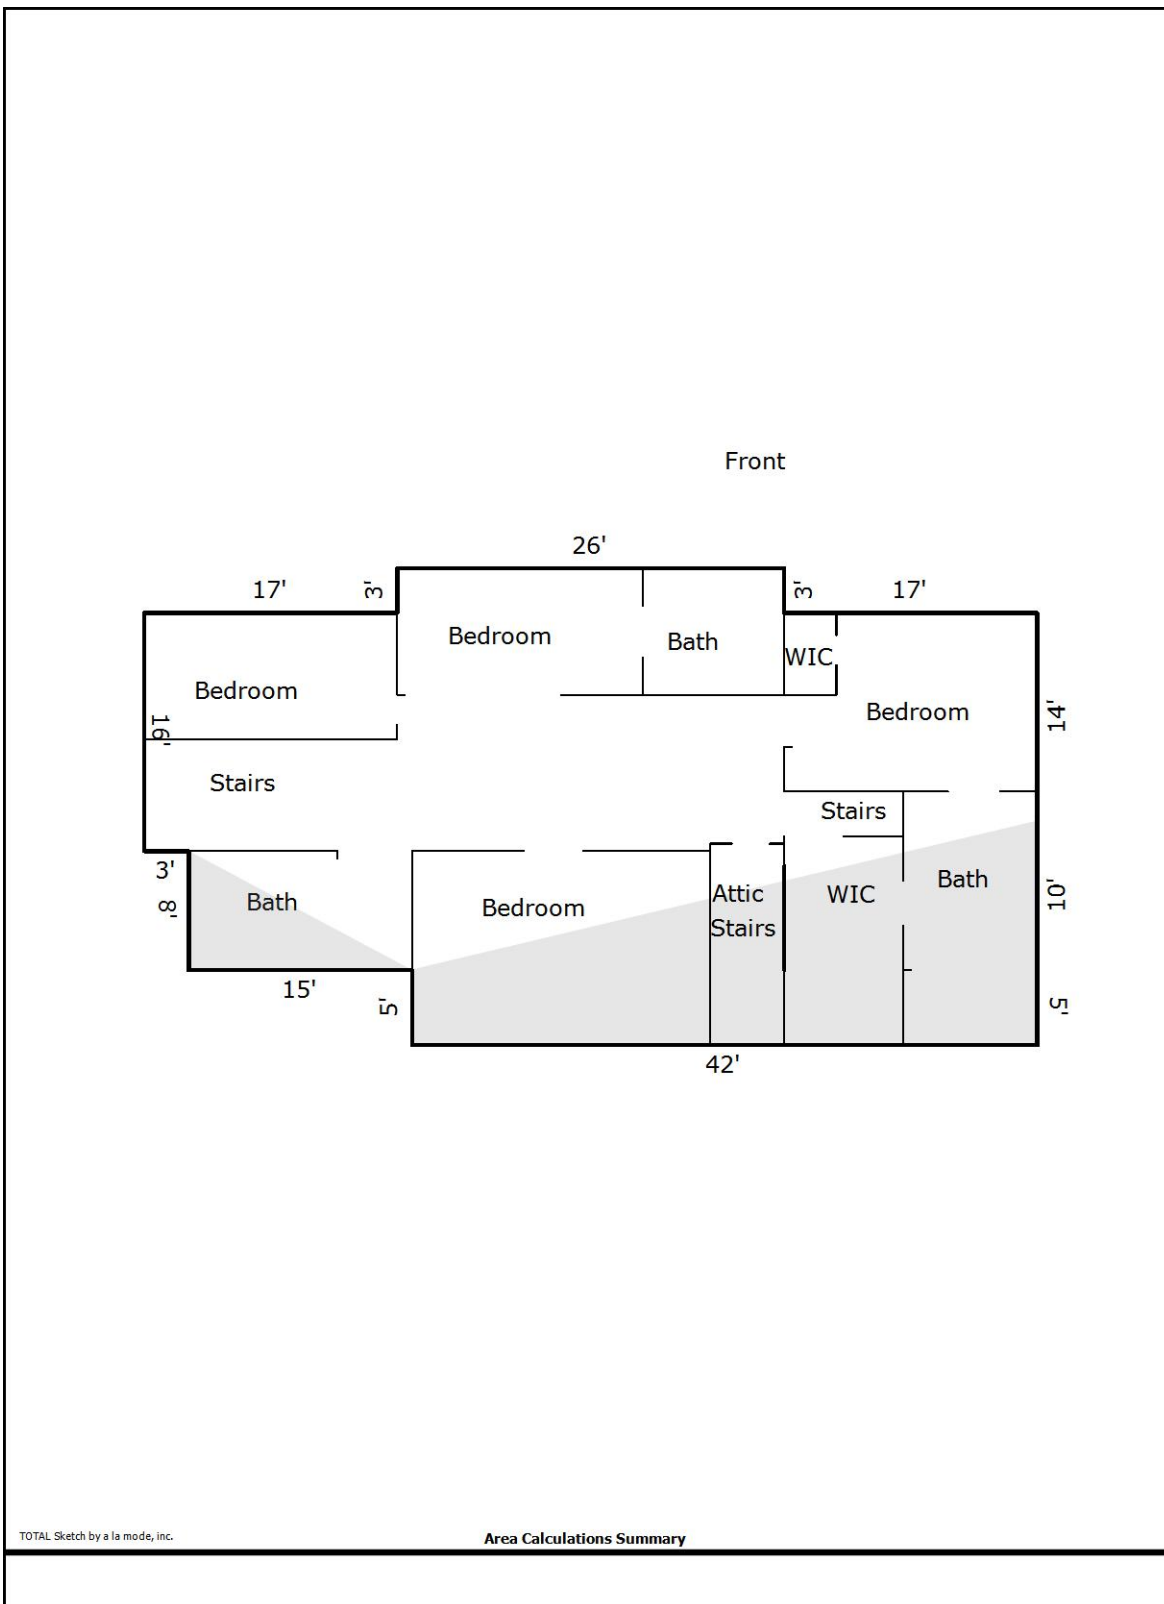 Front
26'
17'
3'
3'
17'
Bedroom
Bath
WIC
Bedroom
Bedroom
16'
14'
Stairs
Stairs
3'
Bath
Attic
WIC
Bath
10'
8'
Bedroom
Stairs
15'
5'
5'
42'
TOTAL Sketch by a la mode, inc.
Area Calculations Summary